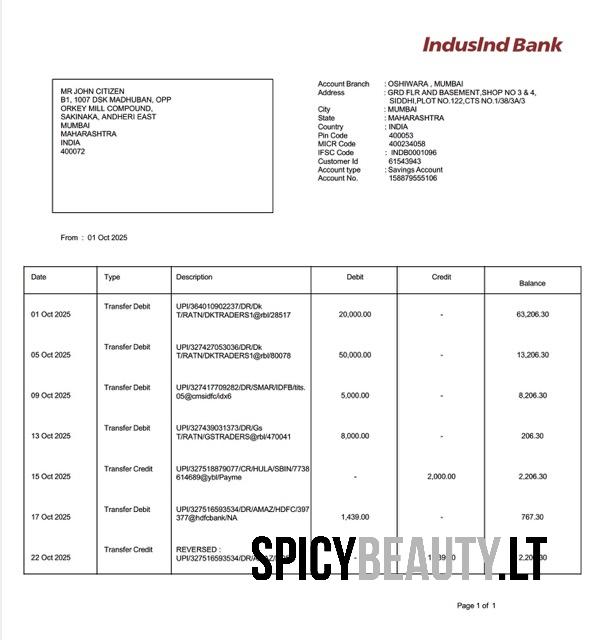 IndusInd Bank
MR JOHN CITIZEN
B1, 1007 DSK MADHUBAN, OPP
ORKEY MILL COMPOUND,
SAKINAKA, ANDHERI EAST
MUMBAI
MAHARASHTRA
INDIA
400072
Account Branch : OSHIWARA , MUMBAI
Address : GRD FLR AND BASEMENT,SHOP NO 3 & 4,
SIDDHI,PLOT NO.122,CTS NO.1/38/3A/3
City : MUMBAI
State : MAHARASHTRA
Country : INDIA
Pin Code 400053
MICR Code 400234058
IFSC Code : INDB0001096
Customer Id 61543943
Account type : Savings Account
Account No. 158879555106
From : 01 Oct 2025
Date Type Description Debit Credit Balance
01 Oct 2025 Transfer Debit UPI/364010902237/DR/Dk 20,000.00 - 63,206.30
T/RATN/DKTRADERS1@rbl/28517
05 Oct 2025 Transfer Debit UPI/327427053036/DR/Dk 50,000.00 - 13,206.30
T/RATN/DKTRADERS1@rbl/80078
09 Oct 2025 Transfer Debit UPI/327417709282/DR/SMAR/IDFB/tits. 5,000.00 - 8,206.30
05@cmsidfc/idx6
13 Oct 2025 Transfer Debit UPI/327439031373/DR/Gs 8,000.00 - 206.30
T/RATN/GSTRADERS@rbl/470041
15 Oct 2025 Transfer Credit UPI/327518879077/CR/HULA/SBIN/7738 - 2,000.00 2,206.30
614689@ybl/Payme
17 Oct 2025 Transfer Debit UPI/327516593534/DR/AMAZ/HDFC/397 1,439.00 - 767.30
377@hdfcbank/NA
22 Oct 2025 Transfer Credit REVERSED : -
UPI/327516593534/DR/
SPICYBEAUTY.LT
Page 1 of 1